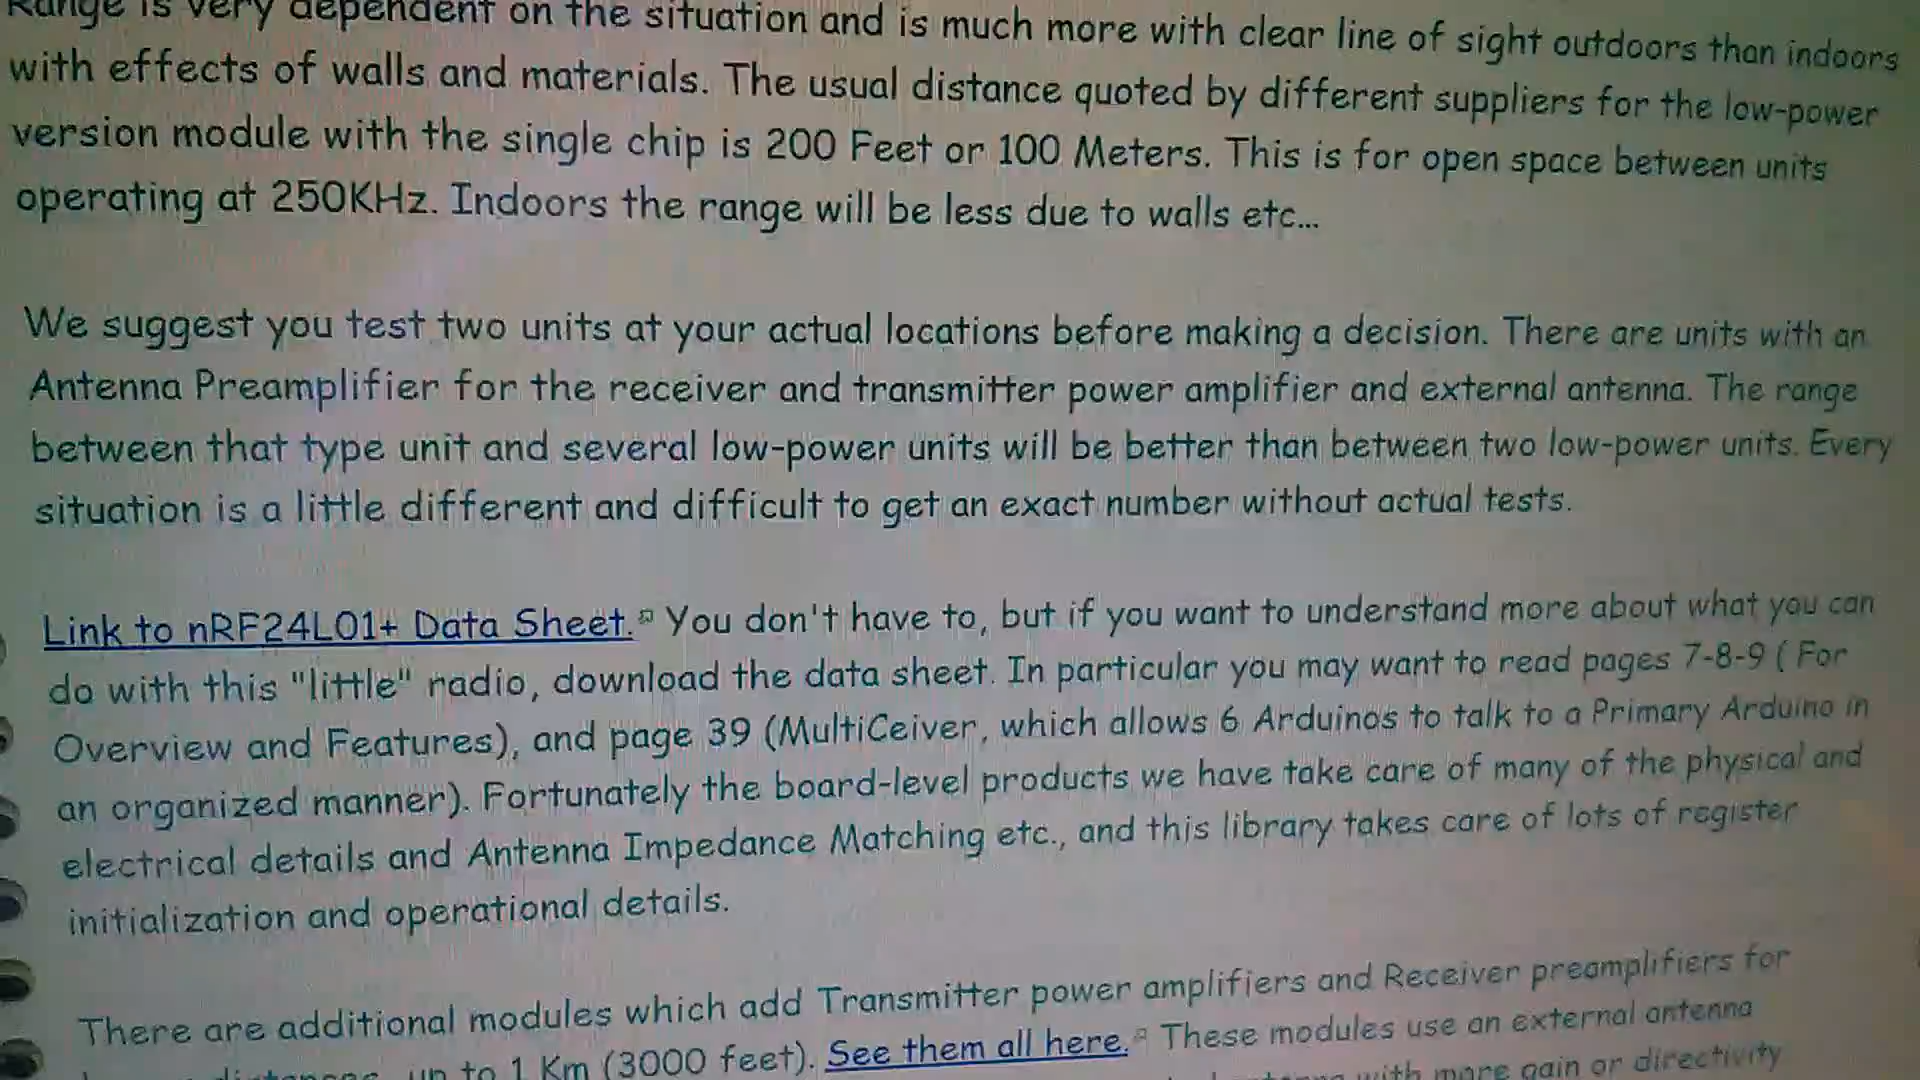 Range is very dependent on the situation and is much more with clear line of sight outdoors than indoors
with effects of walls and materials. The usual distance quoted by different suppliers for the low-power
version module with the single chip is 200 Feet or 100 Meters. This is for open space between units
operating at 250KHz. Indoors the range will be less due to walls etc...
We suggest you test two units at your actual locations before making a decision. There are units with an
Antenna Preamplifier for the receiver and transmitter power amplifier and external antenna. The range
between that type unit and several low-power units will be better than between two low-power units. Every
situation is a little different and difficult to get an exact number without actual tests.
Link to nRF24L01+ Data Sheet. You don't have to, but if you want to understand more about what you can
do with this "little" radio, download the data sheet. In particular you may want to read pages 7-8-9 ( For
Overview and Features), and page 39 (MultiCeiver, which allows 6 Arduinos to talk to a Primary Arduino in
an organized manner). Fortunately the board-level products we have take care of many of the physical and
electrical details and Antenna Impedance Matching etc., and this library takes care of lots of register
initialization and operational details.
There are additional modules which add Transmitter power amplifiers and Receiver preamplifiers for
distances, up to 1 Km (3000 feet). See them all here. These modules use an external antenna
with more gain or directivity